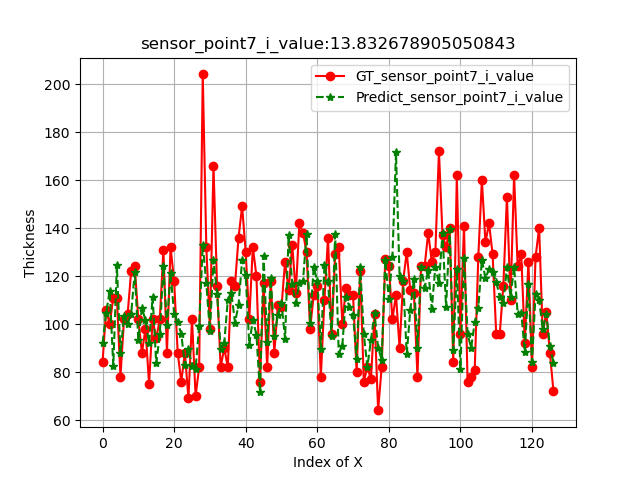 sensor_point7_i_value:13.832678905050843
GT_sensor_point7_i_value
Predict_sensor_point7_i_value
Thickness
200
180
160
140
120
100
80
60
0 20 40 60 80 100 120
Index of X